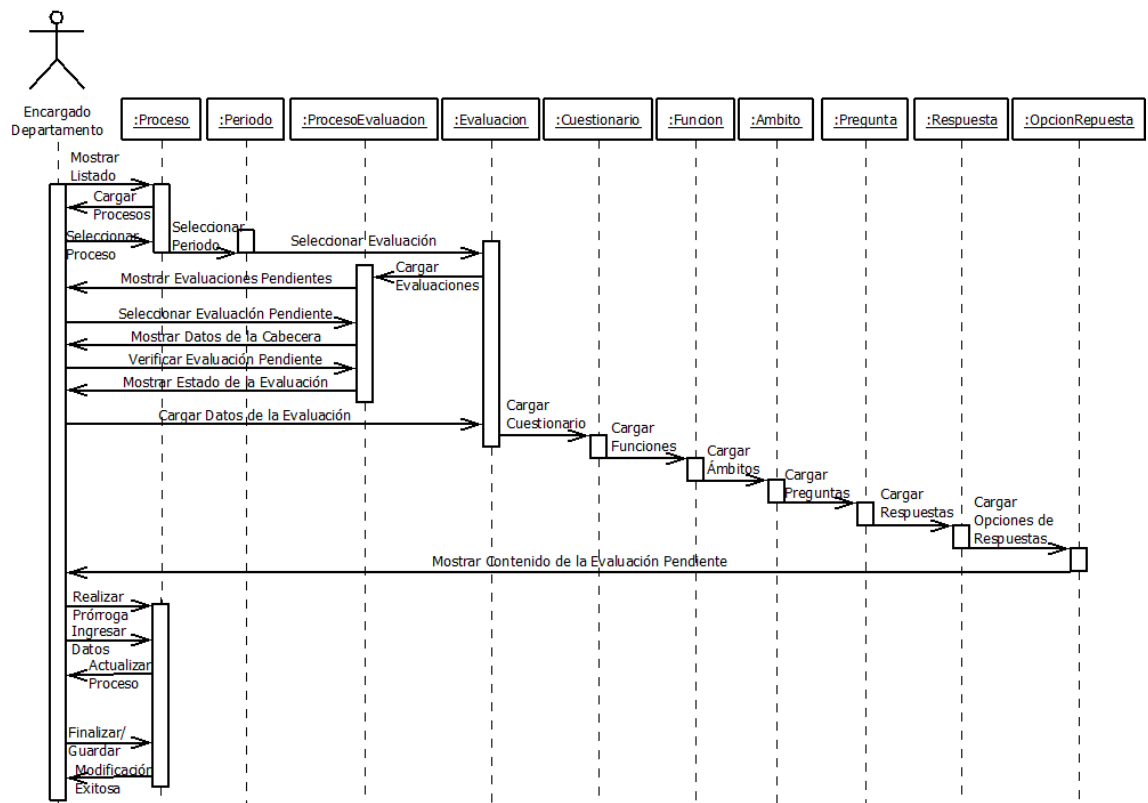 Encargado
Departamento
:Proceso
:Periodo
:ProcesoEvaluacion
:Evaluacion
:Cuestionario
:Funcion
:Ambito
:Pregunta
:Respuesta
:OpcionRepuesta
Mostrar
Listado
Cargar
Procesos
Seleccionar
Proceso
Seleccionar
Periodo
Seleccionar Evaluación
Cargar
Evaluaciones
Mostrar Evaluaciones Pendientes
Seleccionar Evaluación Pendiente
Mostrar Datos de la Cabecera
Verificar Evaluación Pendiente
Mostrar Estado de la Evaluación
Cargar Datos de la Evaluación
Cargar
Cuestionario
Cargar
Funciones
Cargar
Ámbitos
Cargar
Preguntas
Cargar
Respuestas
Cargar
Opciones de
Respuestas
Mostrar Contenido de la Evaluación Pendiente
Realizar
Prórroga
Ingresar
Datos
Actualizar
Proceso
Finalizar/
Guardar
Modificación
Exitosa